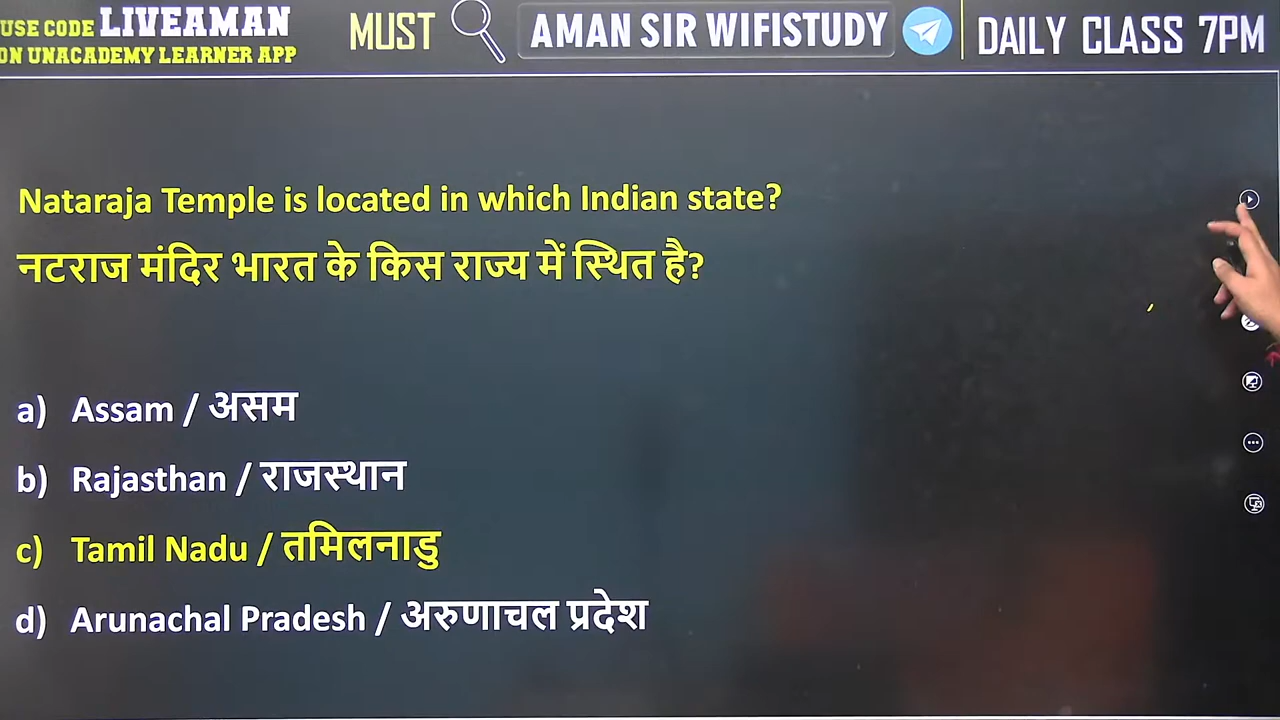 USE CODE LIVEAMAN
ON UNACADEMY LEARNER APP
MUST
AMAN SIR WIFISTUDY
DAILY CLASS 7PM
Nataraja Temple is located in which Indian state?
नटराज मंदिर भारत के किस राज्य में स्थित है?
a) Assam / असम
b) Rajasthan / राजस्थान
c) Tamil Nadu / तमिलनाडु
d) Arunachal Pradesh / अरुणाचल प्रदेश